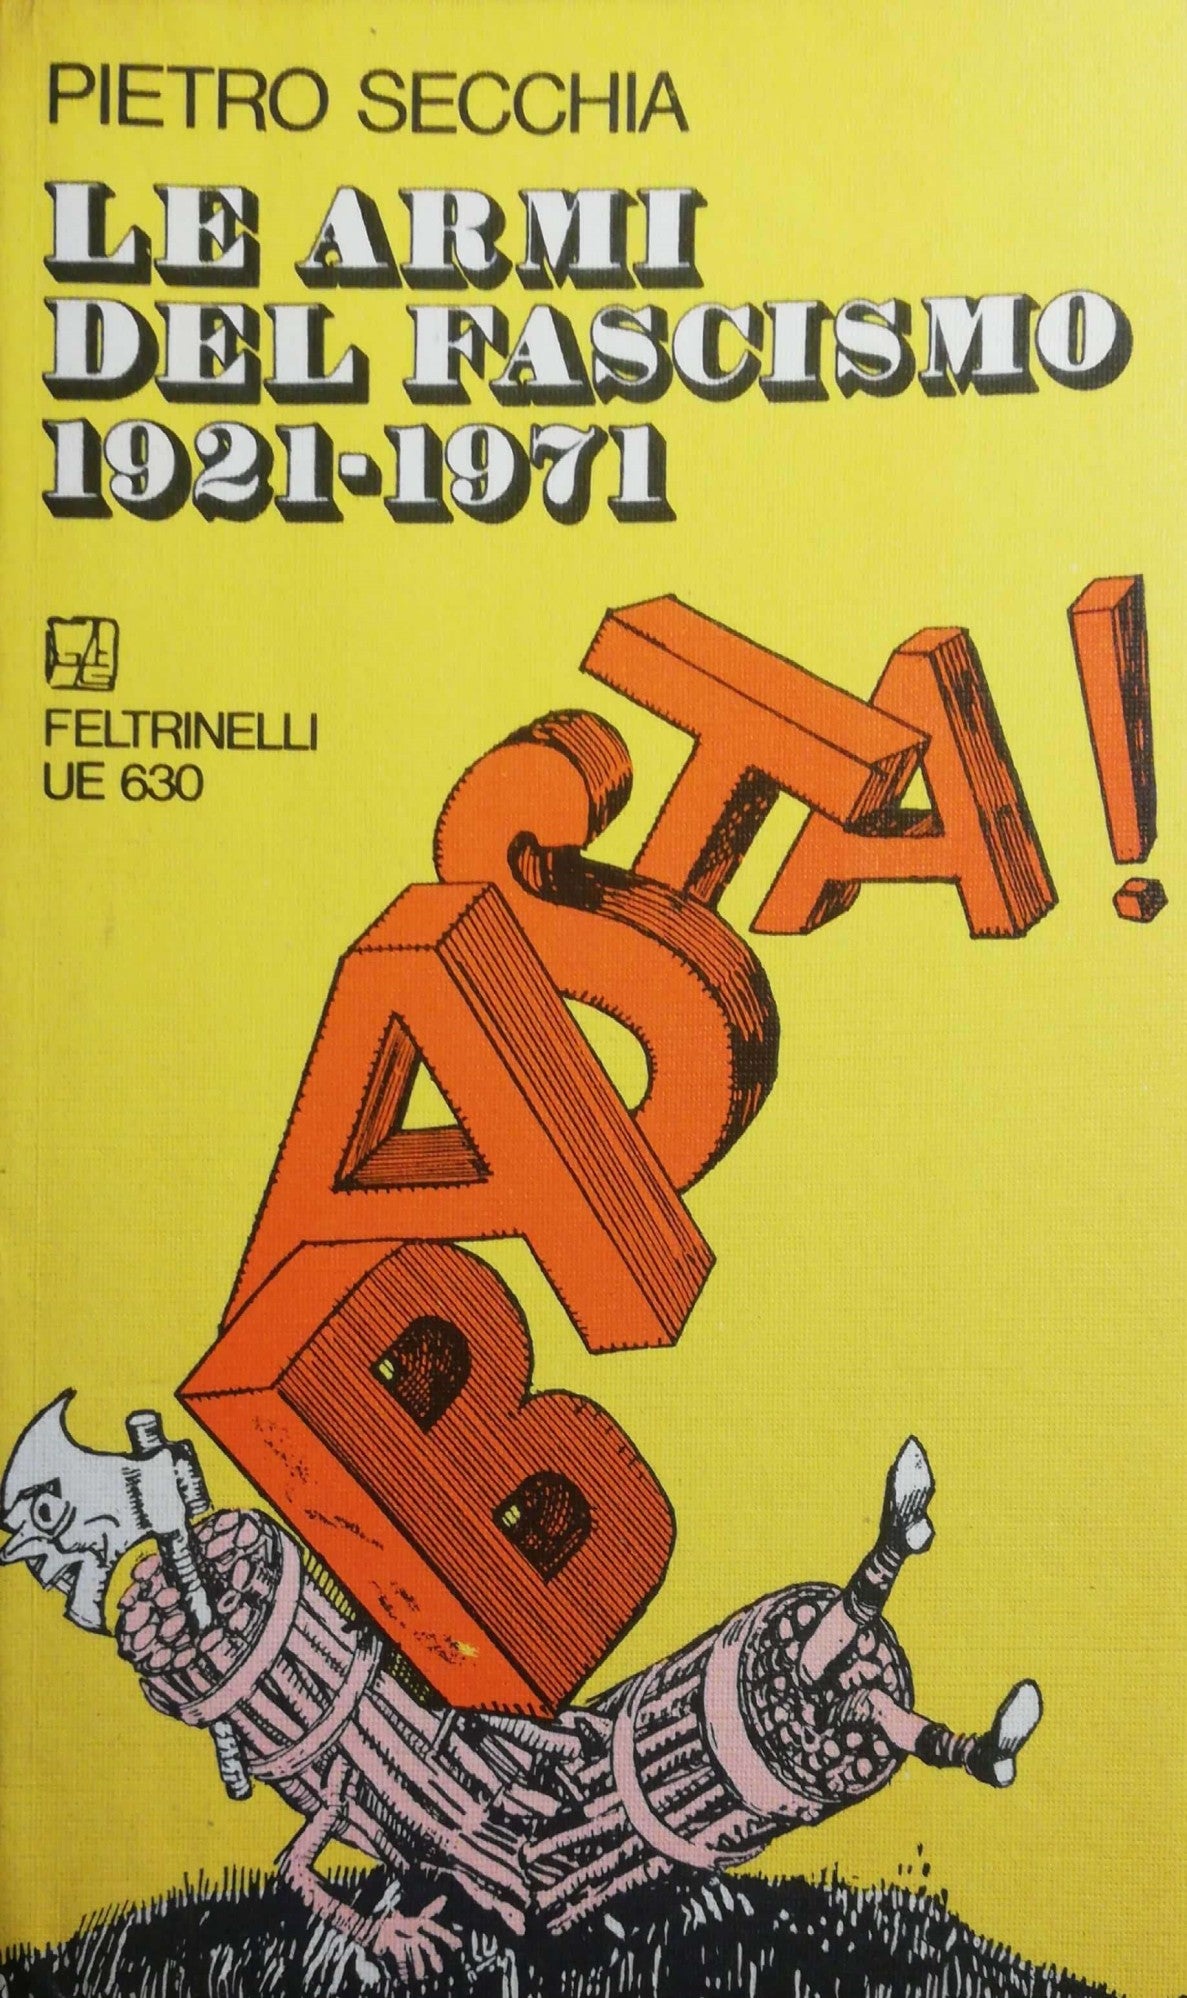 PIETRO SECCHIA
LE ARMI
DEL FASCISMO
1921-1971
FELTRINELLI
UE 630
BASTA!